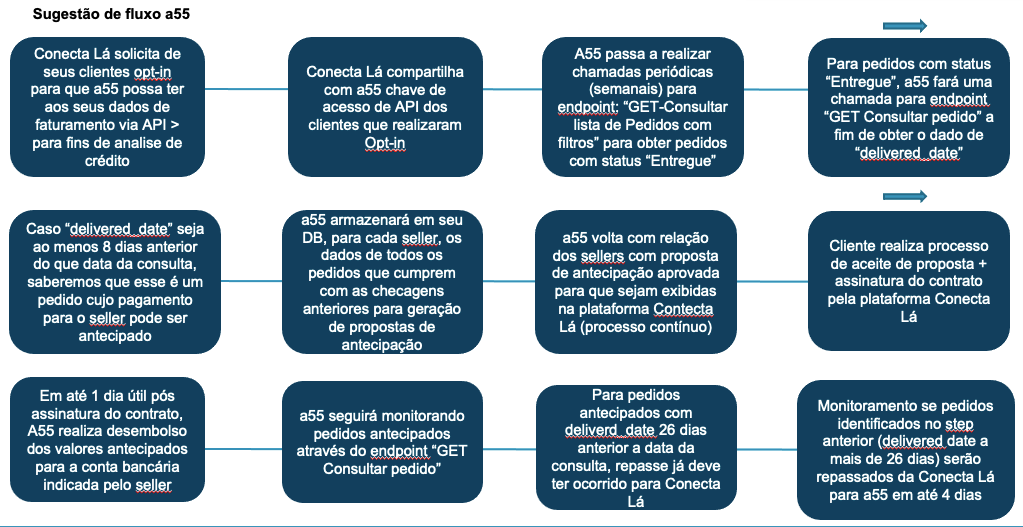 Sugestão de fluxo a55
Conecta Lá solicita de
seus clientes opt-in
para que a55 possa ter
aos seus dados de
faturamento via API >
para fins de analise de
crédito
Conecta Lá compartilha
com a55 chave de
acesso de API dos
clientes que realizaram
Opt-in
A55 passa a realizar
chamadas periódicas
(semanais) para
endpoint: “GET-Consultar
lista de Pedidos com
filtros” para obter pedidos
com status “Entregue”
Para pedidos com status
“Entregue”, a55 fará uma
chamada para endpoint
“GET Consultar pedido” a
fim de obter o dado de
“delivered_date”
Caso “delivered_date” seja
ao menos 8 dias anterior
do que data da consulta,
saberemos que esse é um
pedido cujo pagamento
para o seller pode ser
antecipado
a55 armazenará em seu
DB, para cada seller, os
dados de todos os
pedidos que cumprem
com as checagens
anteriores para geração
de propostas de
antecipação
a55 volta com relação
dos sellers com proposta
de antecipação aprovada
para que sejam exibidas
na plataforma Contecta
Lá (processo contínuo)
Cliente realiza processo
de aceite de proposta +
assinatura do contrato
pela plataforma Conecta
Lá
Em até 1 dia útil pós
assinatura do contrato,
A55 realiza desembolso
dos valores antecipados
para a conta bancária
indicada pelo seller
a55 seguirá monitorando
pedidos antecipados
através do endpoint “GET
Consultar pedido”
Para pedidos
antecipados com
deliverd_date 26 dias
anterior a data da
consulta, repasse já deve
ter ocorrido para Conecta
Lá
Monitoramento se pedidos
identificados no step
anterior (delivered date a
mais de 26 dias) serão
repassados da Conecta Lá
para a55 em até 4 dias